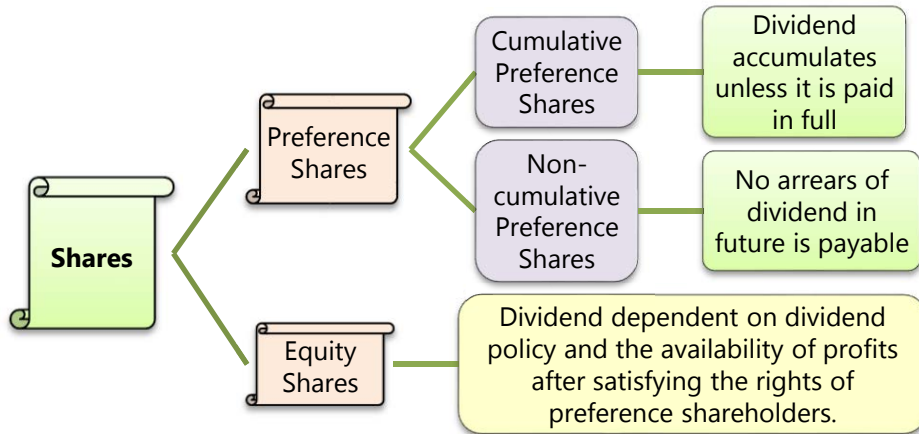 Shares
Preference
Shares
Cumulative
Preference
Shares
Dividend
accumulates
unless it is paid
in full
Non-
cumulative
Preference
Shares
No arrears of
dividend in
future is payable
Equity
Shares
Dividend dependent on dividend
policy and the availability of profits
after satisfying the rights of
preference shareholders.